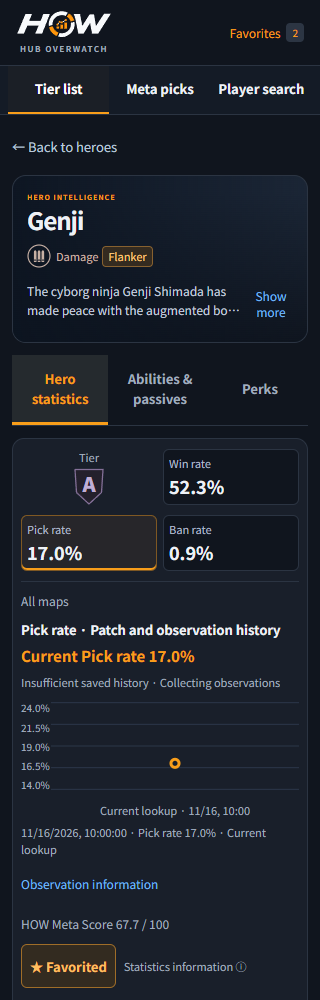 HOW
HUB OVERWATCH
Favorites 2
Tier list Meta picks Player search
← Back to heroes
HERO INTELLIGENCE
Genji
Damage Flanker
The cyborg ninja Genji Shimada has
made peace with the augmented bo…
Show
more
Hero
statistics
Abilities &
passives
Perks
Tier
A
Win rate
52.3%
Pick rate
17.0%
Ban rate
0.9%
All maps
Pick rate · Patch and observation history
Current Pick rate 17.0%
Insufficient saved history · Collecting observations
24.0%
21.5%
19.0%
16.5%
14.0%
Current lookup · 11/16, 10:00
11/16/2026, 10:00:00 · Pick rate 17.0% · Current
lookup
Observation information
HOW Meta Score 67.7 / 100
★ Favorited Statistics information ⓘ